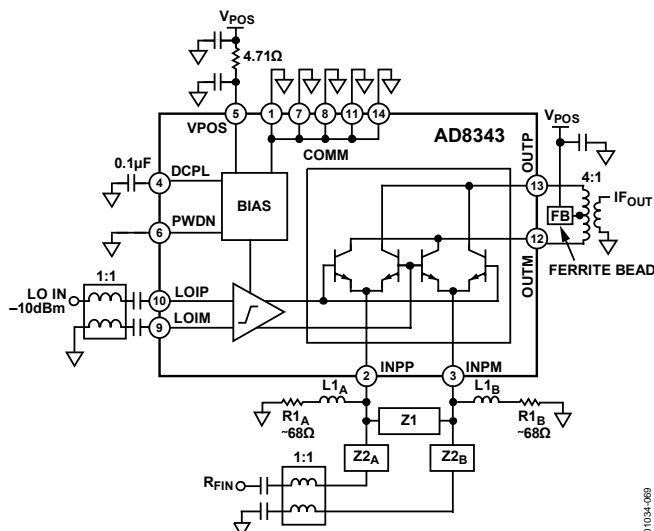 VPOS
4.71Ω
VPOS
5
1
7
8
11
14
AD8343
COMM
VPOS
OUTP
0.1µF
4
DCPL
BIAS
13
4:1
IFOUT
FB
6
PWDN
12
OUTM
FERRITE BEAD
1:1
LO IN
–10dBm
10
LOIP
9
LOIM
2
INPP
3
INPM
L1A
L1B
R1A
~68Ω
Z1
R1B
~68Ω
1:1
Z2A
Z2B
RFIN
01034-069